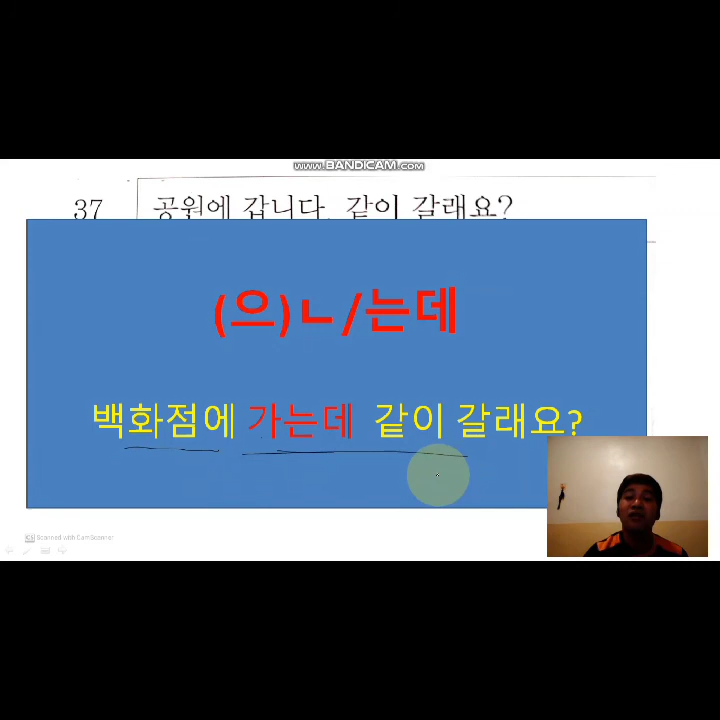 WWW.BANDICAM.COM
37 공원에 갑니다. 같이 갈래요?
(으)ㄴ/는데
백화점에 가는데 같이 갈래요?
CS Scanned with CamScanner